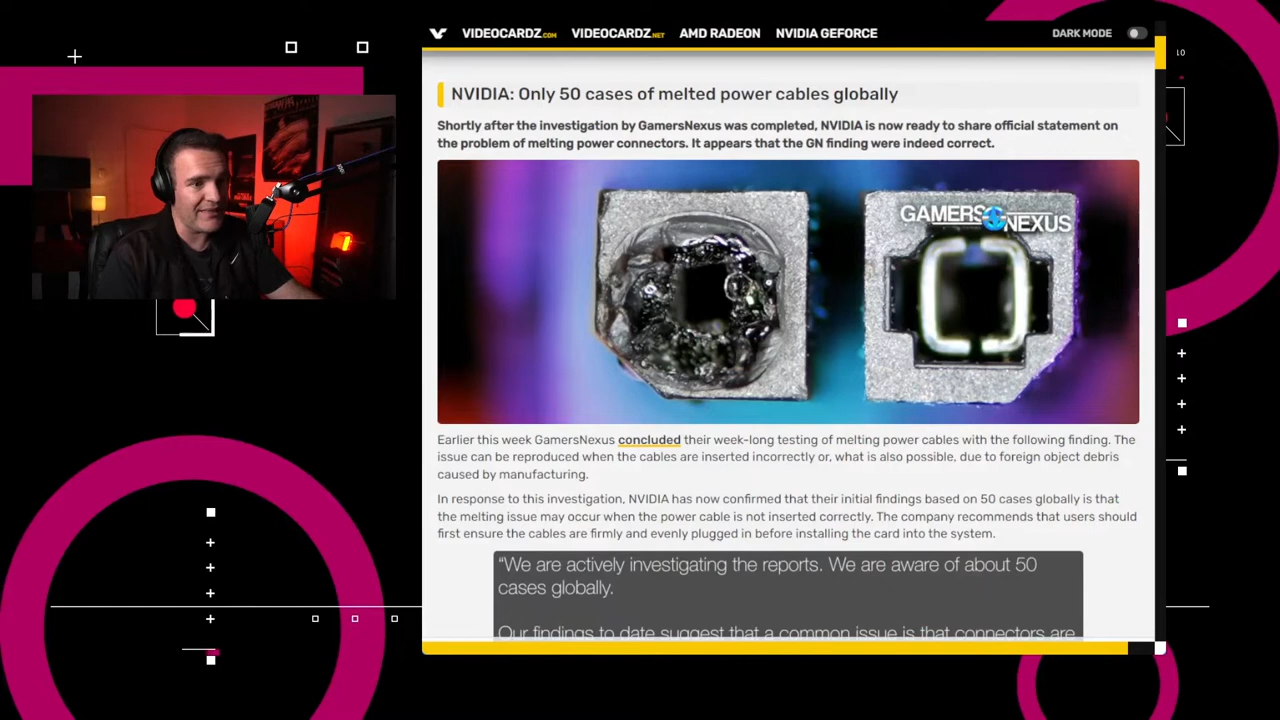 VIDEOCARDZ.COM VIDEOCARDZ.NET AMD RADEON NVIDIA GEFORCE DARK MODE
10
NVIDIA: Only 50 cases of melted power cables globally
Shortly after the investigation by GamersNexus was completed, NVIDIA is now ready to share official statement on
the problem of melting power connectors. It appears that the GN finding were indeed correct.
GAMERS NEXUS
Earlier this week GamersNexus concluded their week-long testing of melting power cables with the following finding. The
issue can be reproduced when the cables are inserted incorrectly or, what is also possible, due to foreign object debris
caused by manufacturing.
In response to this investigation, NVIDIA has now confirmed that their initial findings based on 50 cases globally is that
the melting issue may occur when the power cable is not inserted correctly. The company recommends that users should
first ensure the cables are firmly and evenly plugged in before installing the card into the system.
“We are actively investigating the reports. We are aware of about 50
cases globally.
Our findings to date suggest that a common issue is that connectors are